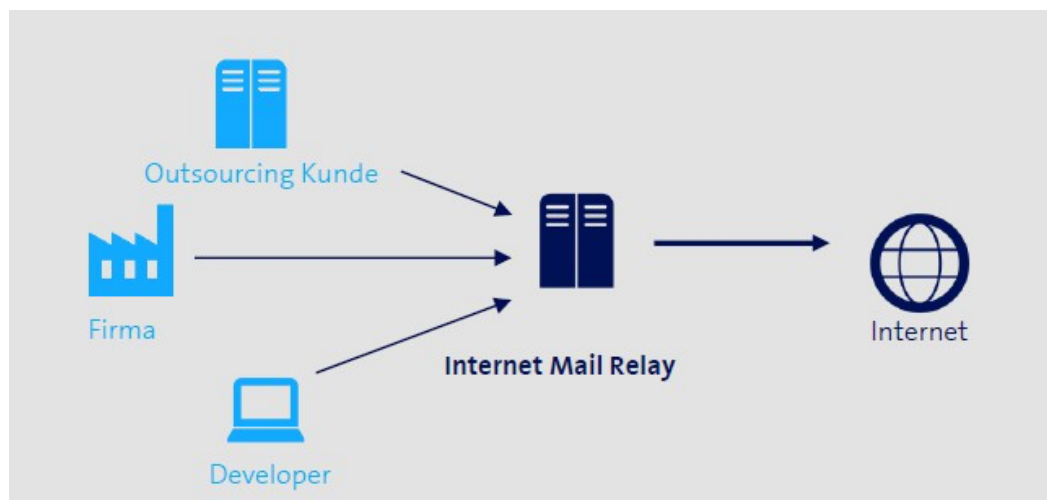 Outsourcing Kunde
Firma
Internet
Internet Mail Relay
Developer